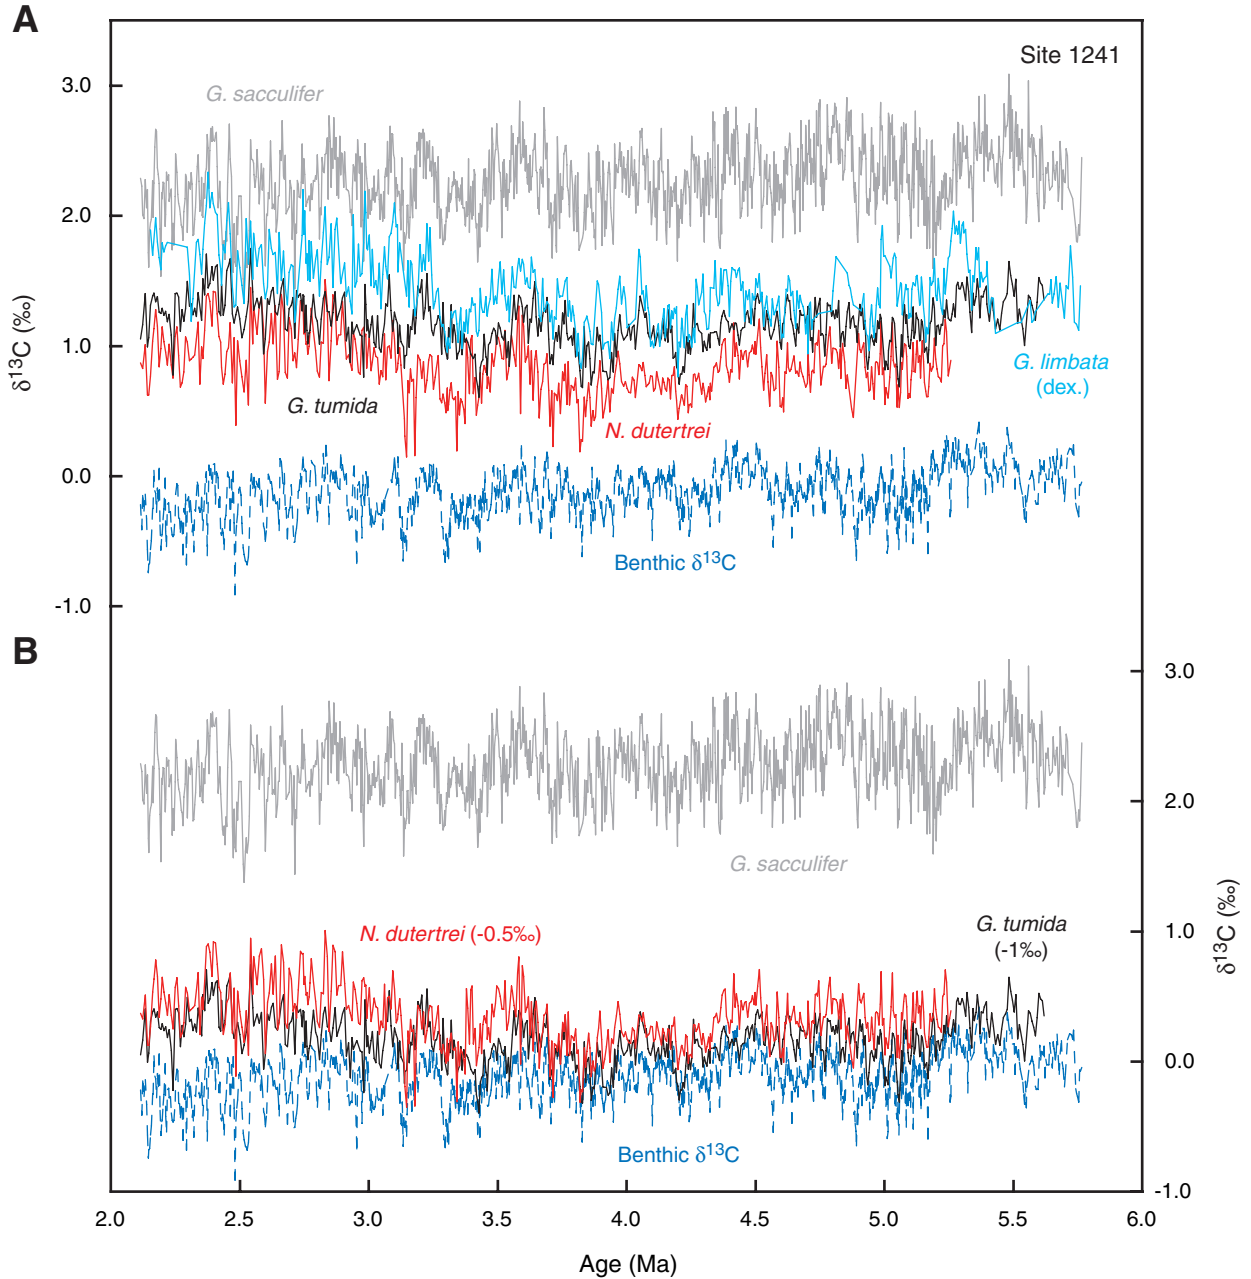 A
Site 1241
3.0
G. sacculifer
2.0
δ13C (‰)
1.0
G. limbata
(dex.)
G. tumida
N. dutertrei
0.0
Benthic δ13C
-1.0
B
3.0
2.0
G. sacculifer
δ13C (‰)
N. dutertrei (-0.5‰)
G. tumida
(-1‰)
1.0
0.0
Benthic δ13C
-1.0
2.0 2.5 3.0 3.5 4.0 4.5 5.0 5.5 6.0
Age (Ma)